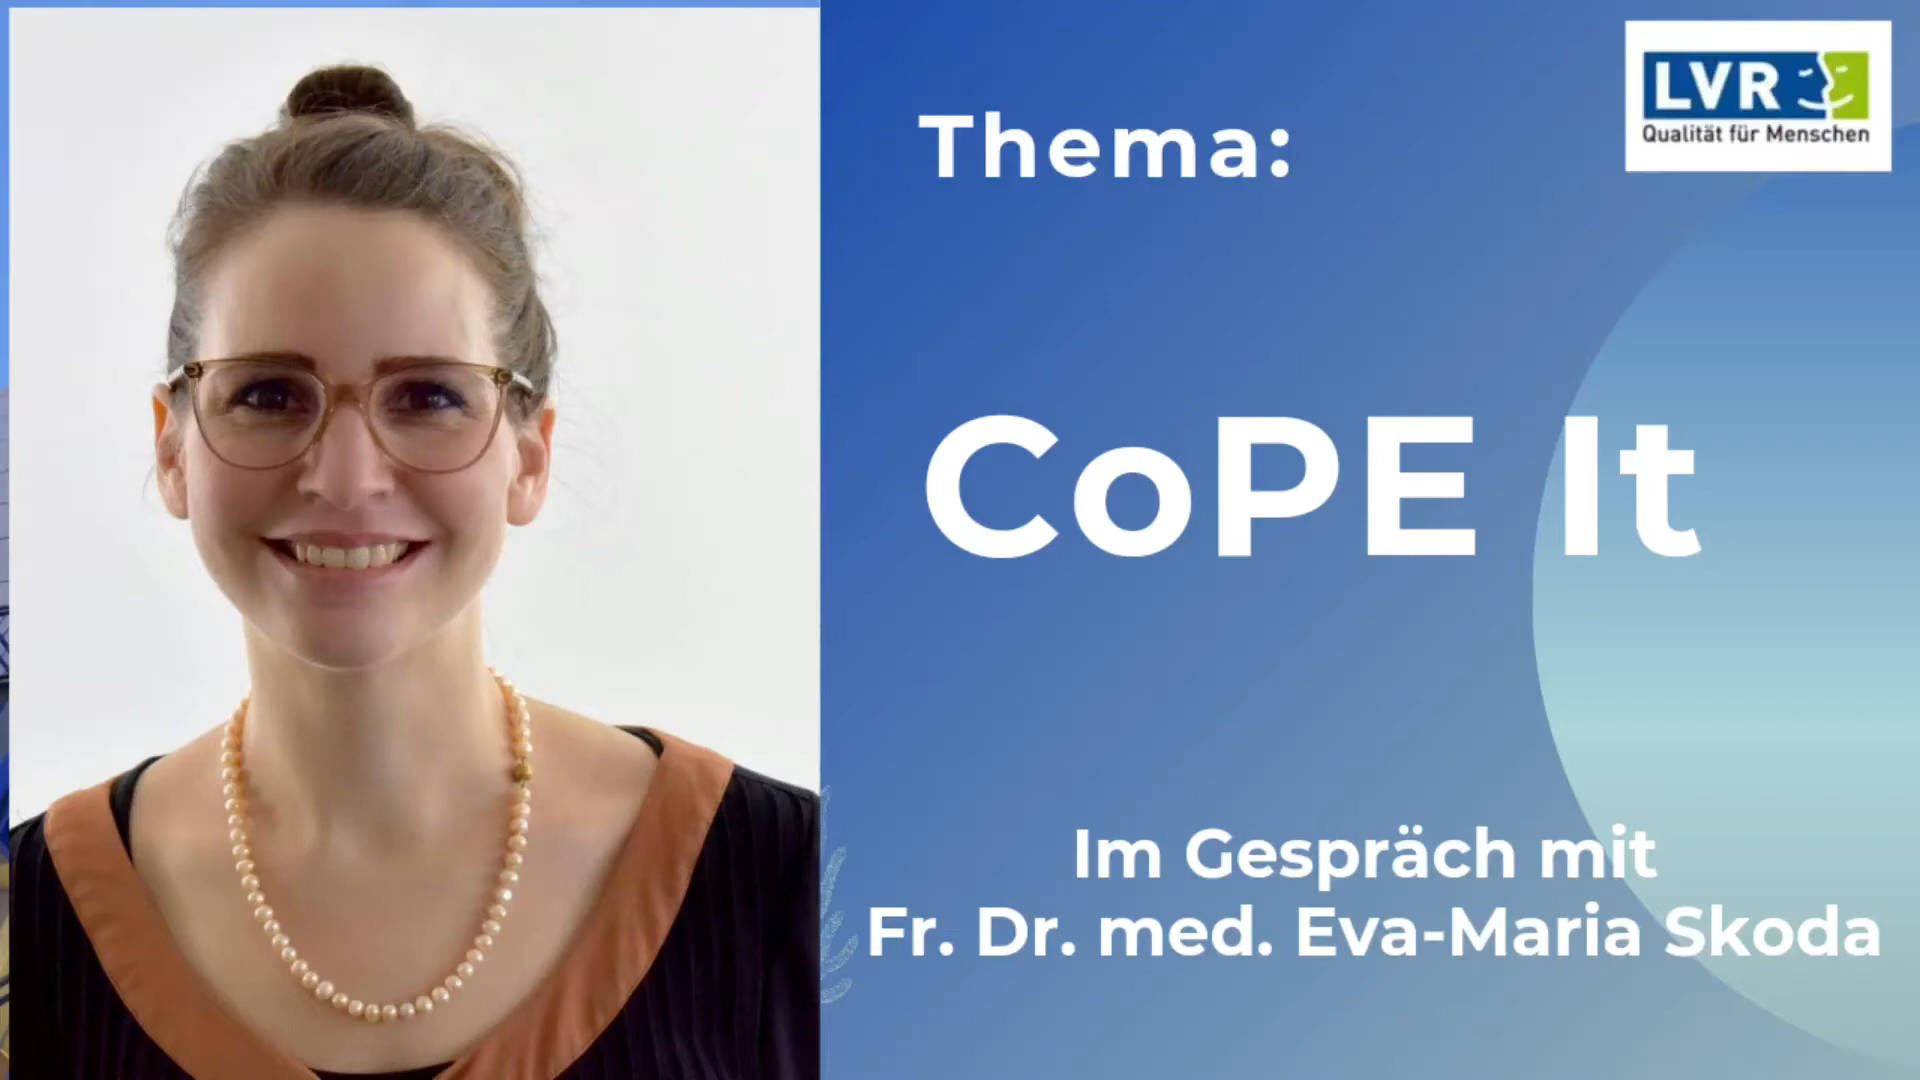 Thema:
LVR
Qualität für Menschen
CoPE It
Im Gespräch mit
Fr. Dr. med. Eva-Maria Skoda